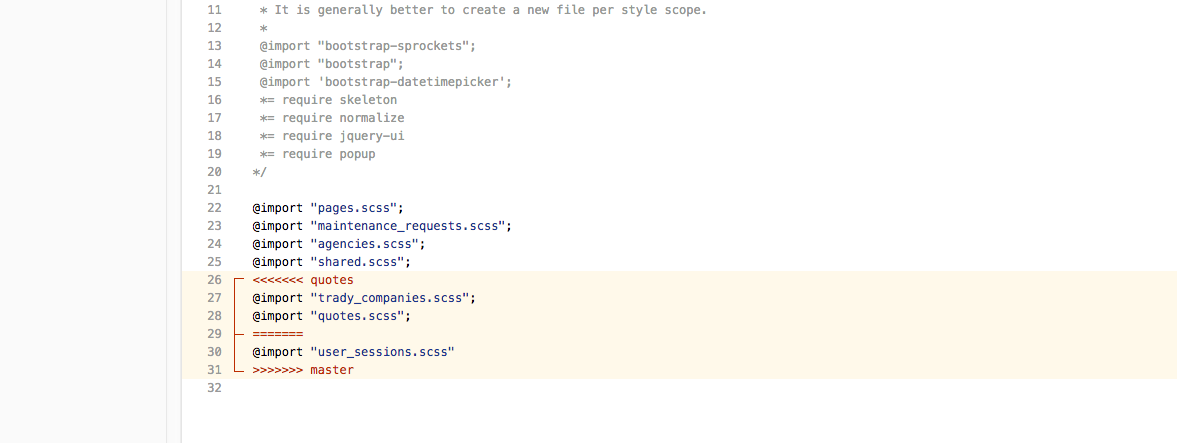 11 * It is generally better to create a new file per style scope.
12 *
13 @import "bootstrap-sprockets";
14 @import "bootstrap";
15 @import 'bootstrap-datetimepicker';
16 *= require skeleton
17 *= require normalize
18 *= require jquery-ui
19 *= require popup
20 */
21
22 @import "pages.scss";
23 @import "maintenance_requests.scss";
24 @import "agencies.scss";
25 @import "shared.scss";
26 <<<<<<< quotes
27 @import "trady_companies.scss";
28 @import "quotes.scss";
29 =======
30 @import "user_sessions.scss"
31 >>>>>>> master
32